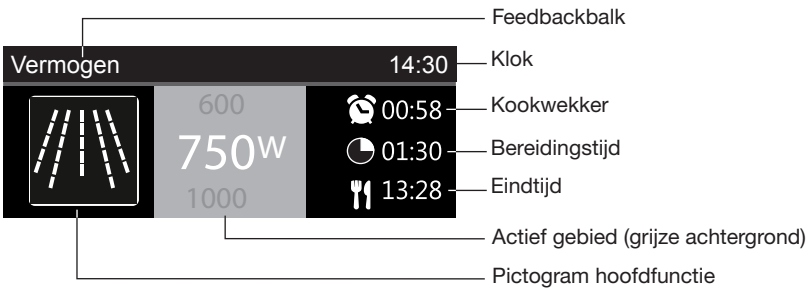 Feedbackbalk
Vermogen 14:30
Klok
600
00:58
Kookwekker
750W
01:30
Bereidingstijd
13:28
Eindtijd
1000
Actief gebied (grijze achtergrond)
Pictogram hoofdfunctie